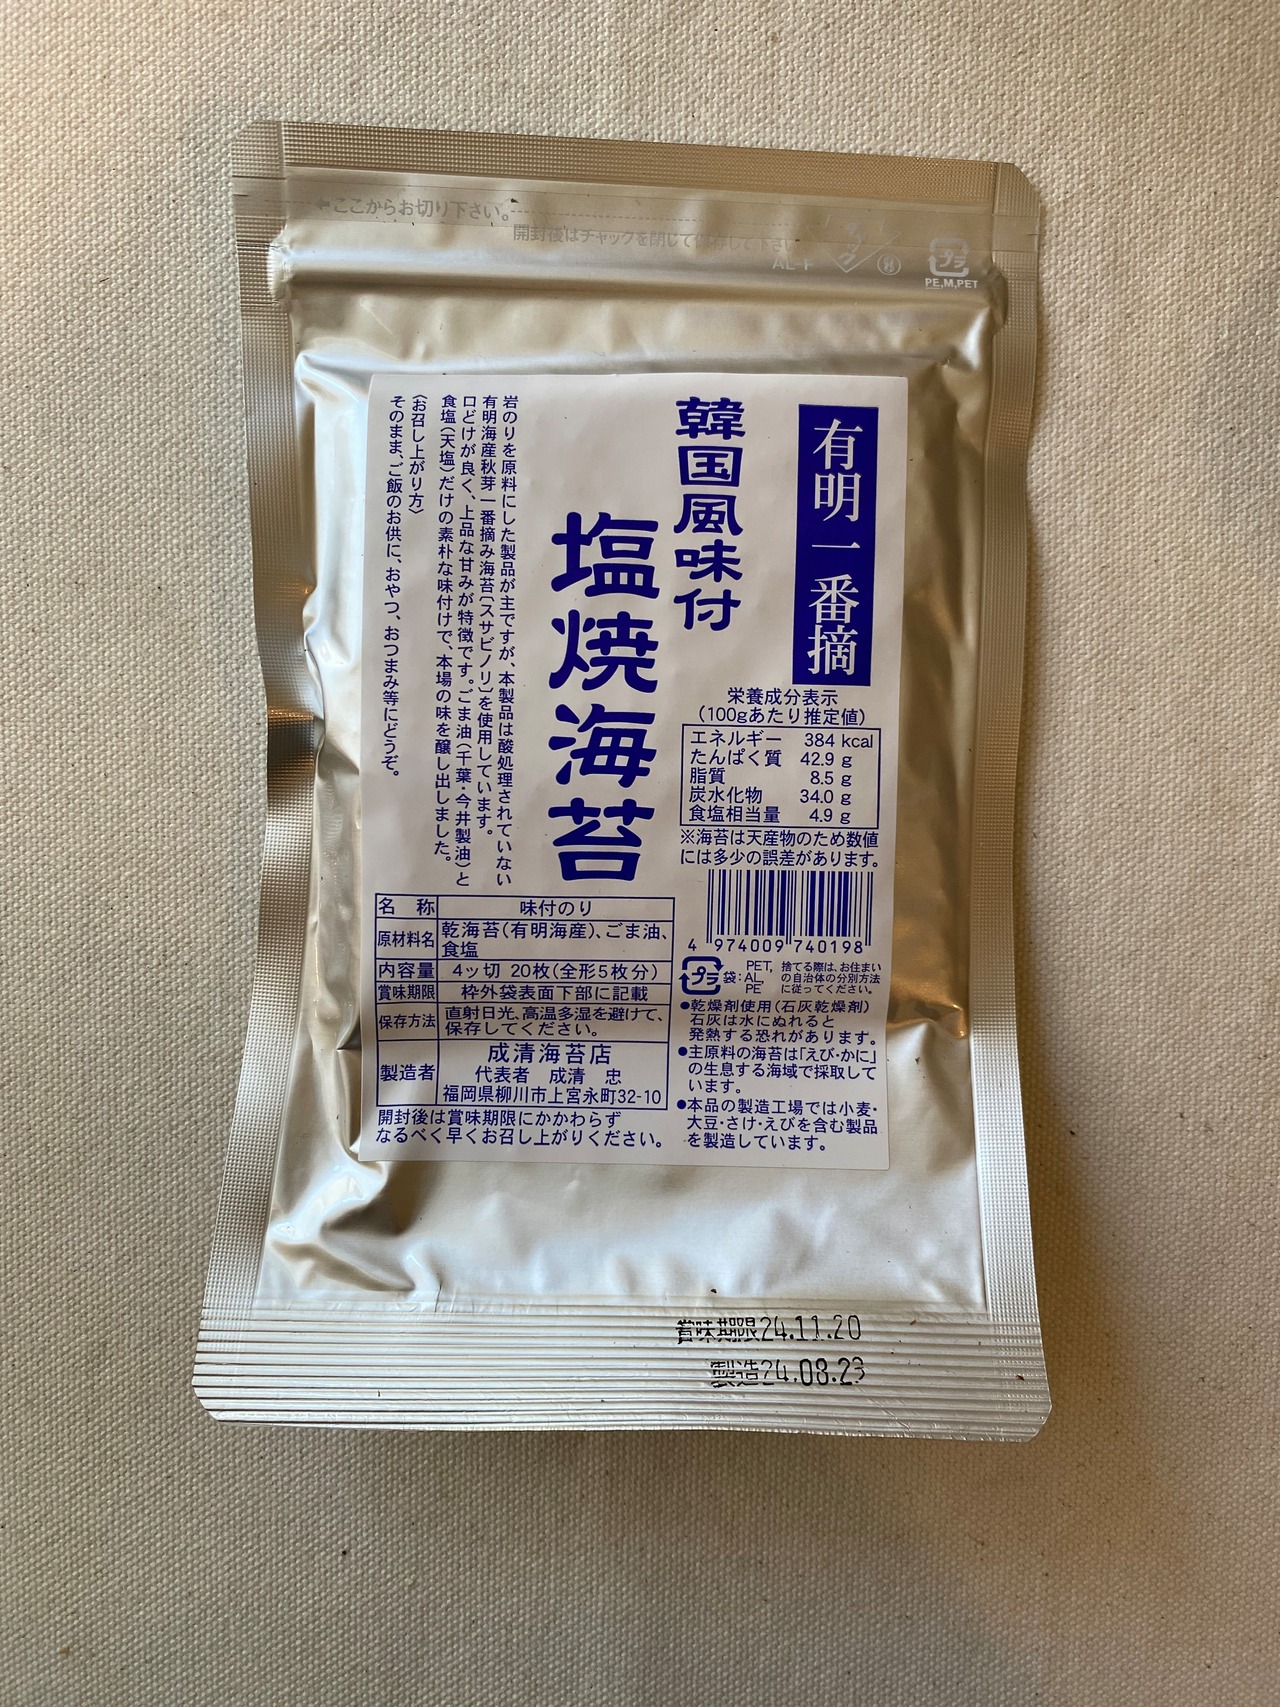 ←ここからお切り下さい。
開封後はチャックを閉じて保存して下さい
AL-F
プラ
PE,M,PET
有明一番摘
韓国風味付
塩焼海苔
岩のりを原料にした製品が主ですが、本製品は酸処理されていない
有明海産秋芽一番摘み海苔〔スサビノリ〕を使用しています。
口どけが良く、上品な甘みが特徴です。ごま油(千葉・今井製油)と
食塩(天塩)だけの素朴な味付けで、本場の味を醸し出しました。
〈お召し上がり方〉
そのまま、ご飯のお供に、おやつ、おつまみ等にどうぞ。
栄養成分表示
(100gあたり推定値)
エネルギー 384 kcal
たんぱく質 42.9 g
脂質 8.5 g
炭水化物 34.0 g
食塩相当量 4.9 g
※海苔は天産物のため数値
には多少の誤差があります。
4 974009 740198
プラ 袋: PET, AL, PE
捨てる際は、お住まい
の自治体の分別方法
に従ってください。
●乾燥剤使用(石灰乾燥剤)
石灰は水にぬれると
発熱する恐れがあります。
●主原料の海苔は「えび・かに」
の生息する海域で採取して
います。
●本品の製造工場では小麦・
大豆・さけ・えびを含む製品
を製造しています。
名 称 味付のり
原材料名 乾海苔(有明海産)、ごま油、
食塩
内容量 4ッ切 20枚(全形5枚分)
賞味期限 枠外袋表面下部に記載
保存方法 直射日光、高温多湿を避けて、
保存してください。
製造者 成清海苔店
代表者 成清 忠
福岡県柳川市上宮永町32-10
開封後は賞味期限にかかわらず
なるべく早くお召し上がりください。
賞味期限24.11.20
製造24.08.23